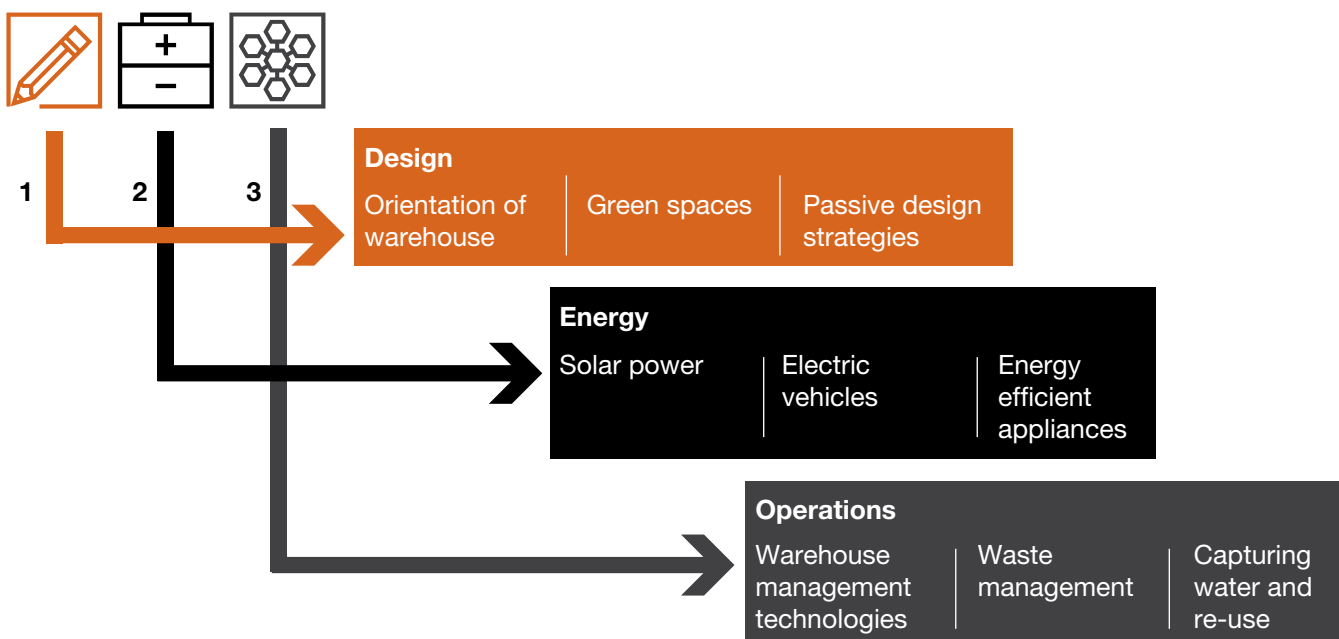 +
−
1
2
3
Design
Orientation of
warehouse
Green spaces
Passive design
strategies
Energy
Solar power
Electric
vehicles
Energy
efficient
appliances
Operations
Warehouse
management
technologies
Waste
management
Capturing
water and
re-use